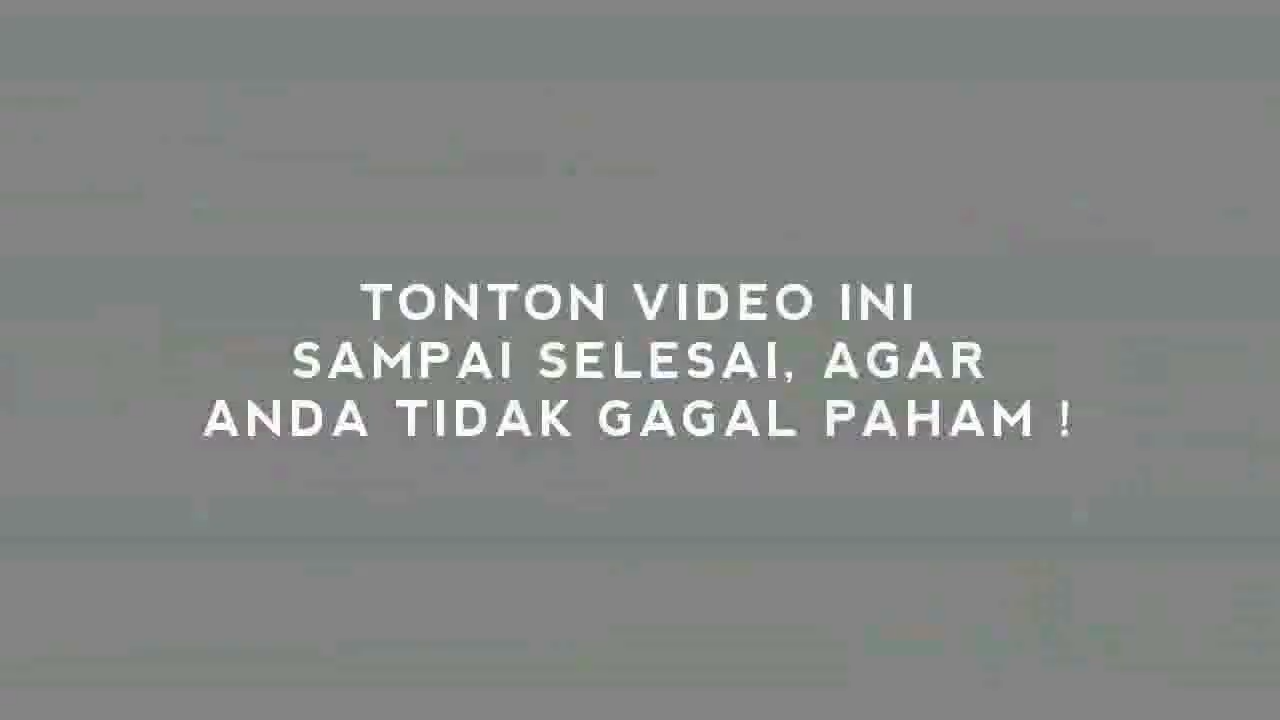 TONTON VIDEO INI
SAMPAI SELESAI, AGAR
ANDA TIDAK GAGAL PAHAM !